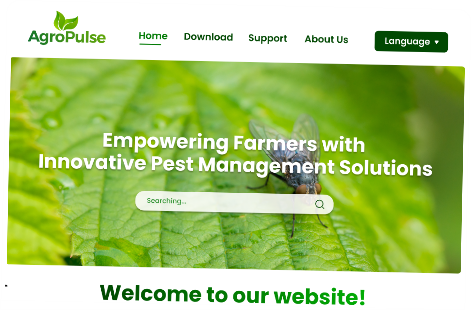 AgroPulse
Home Download Support About Us Language ▼
Empowering Farmers with
Innovative Pest Management Solutions
Searching...
Welcome to our website!